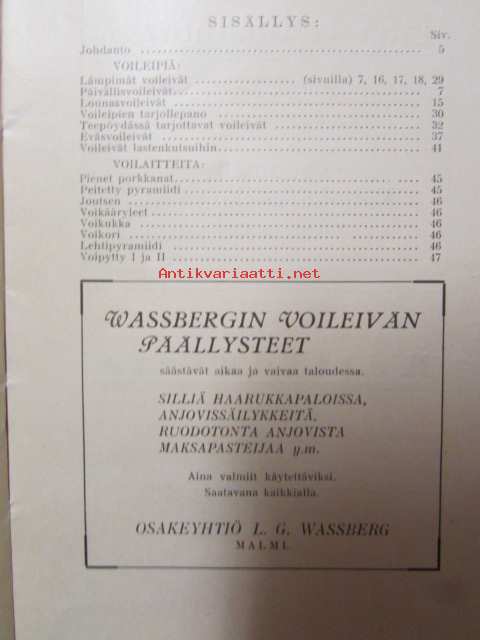 SISÄLLYS:
Siv.
Johdanto 5
VOILEIPIÄ:
Lämpimät voileivät (sivuilla) 7, 16, 17, 18, 29
Päivällisvoileivät 7
Lounasvoileivät 15
Voileipien tarjollepano 30
Teepöydässä tarjottavat voileivät 32
Eväsvoileivät 37
Voileivät lastenkutsuihin 41
VOILAITTEITA:
Pienet porkkanat 45
Peitetty pyramiidi 45
Joutsen 46
Voikääryleet 46
Voikukka 46
Voikori 46
Lehtipyramiidi 46
Voipytty I ja II 47
Antikvariaatti.net
WASSBERGIN VOILEIVÄN
PÄÄLLYSTEET
säästävät aikaa ja vaivaa taloudessa.
SILLIÄ HAARUKKAPALOISSA,
ANJOVISSÄILYKKEITÄ,
RUODOTONTA ANJOVISTA
MAKSAPASTEIJAA y.m.
Aina valmiit käytettäviksi.
Saatavana kaikkialla.
OSAKEYHTIÖ L. G. WASSBERG
MALMI.